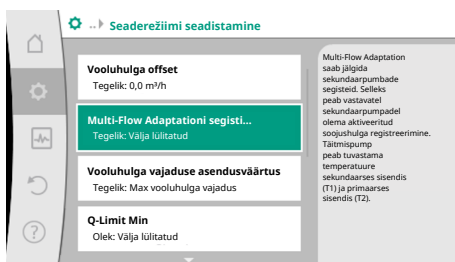 .. Seaderežiimi seadistamine
Vooluhulga offset
Tegelik: 0,0 m³/h
Multi-Flow Adaptationi segisti...
Tegelik: Välja lülitatud
Vooluhulga vajaduse asendusväärtus
Tegelik: Max vooluhulga vajadus
Q-Limit Min
Olek: Välja lülitatud
Multi-Flow Adaptation
saab jälgida
sekundaarpumbade
segisteid. Selleks
peab vastavatel
sekundaarpumpadel
olema aktiveeritud
soojushulga registreerimine.
Täitmispump
peab tuvastama
temperatuure
sekundaarses sisendis
(T1) ja primaarses
sisendis (T2).